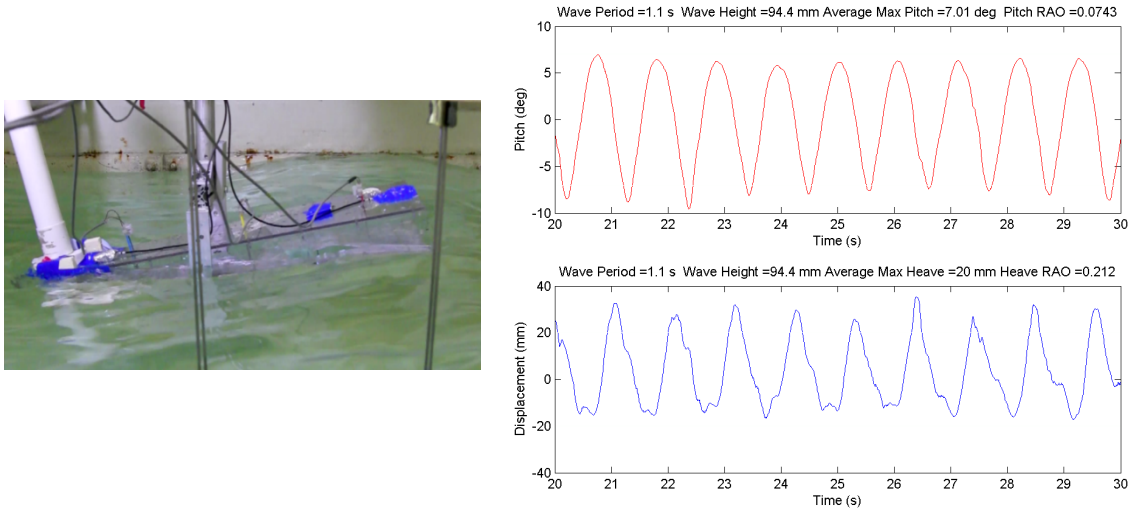 Wave Period =1.1 s  Wave Height =94.4 mm Average Max Pitch =7.01 deg  Pitch RAO =0.0743
10
5
0
-5
-10
Pitch (deg)
20 21 22 23 24 25 26 27 28 29 30
Time (s)
Wave Period =1.1 s  Wave Height =94.4 mm Average Max Heave =20 mm Heave RAO =0.212
40
20
0
-20
-40
Displacement (mm)
20 21 22 23 24 25 26 27 28 29 30
Time (s)